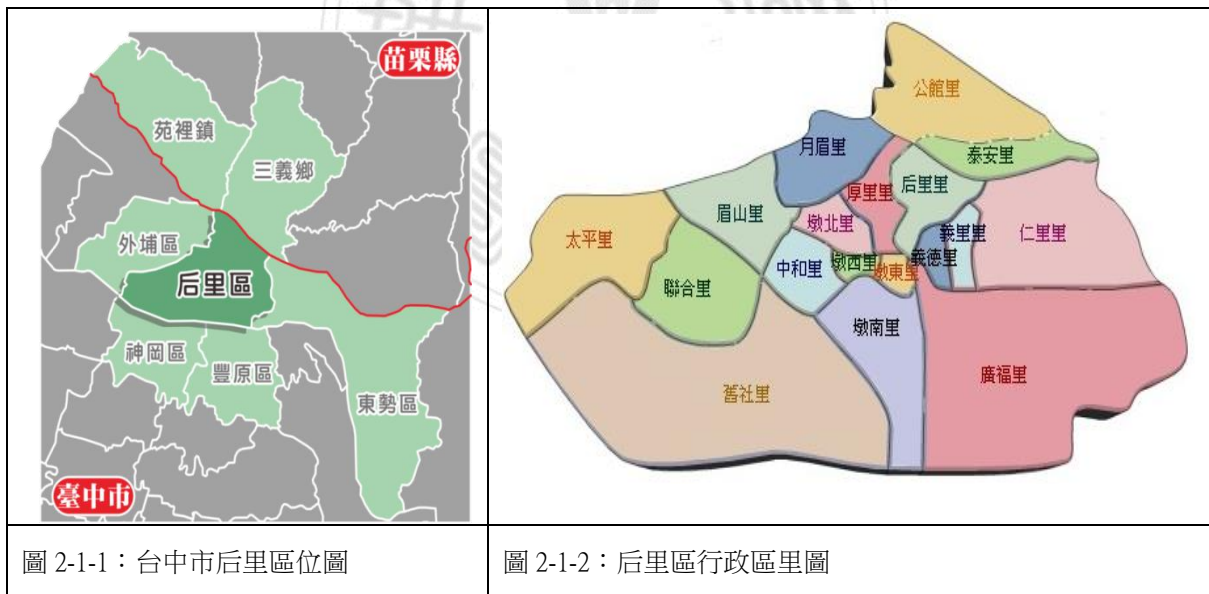 苗栗縣
苑裡鎮
三義鄉
外埔區
后里區
神岡區
豐原區
東勢區
臺中市
公館里
月眉里
泰安里
厚里里
后里里
眉山里
墩北里
義里里
仁里里
太平里
中和里
墩西里
墩東里
義德里
聯合里
墩南里
廣福里
舊社里
圖 2-1-1：台中市后里區位圖
圖 2-1-2：后里區行政區里圖